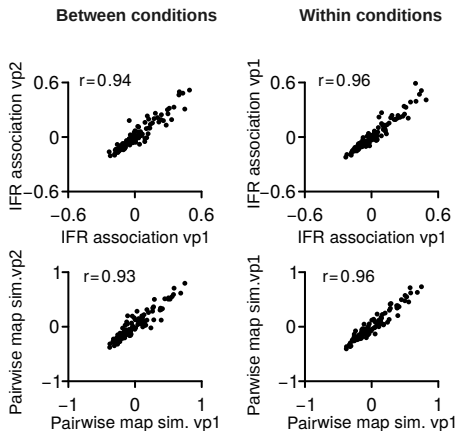 Between conditions
Within conditions
IFR association vp2
0.6
0
−0.6
r=0.94
−0.6
0
0.6
IFR association vp1
IFR association vp1
0.6
0
−0.6
r=0.96
−0.6
0
0.6
IFR association vp1
Pairwise map sim.vp2
1
0
−1
r=0.93
−1
0
1
Pairwise map sim. vp1
Pairwise map sim.vp1
1
0
−1
r=0.96
−1
0
1
Pairwise map sim. vp1